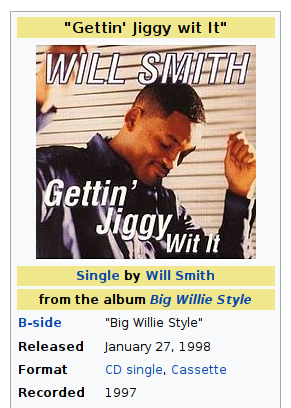 "Gettin' Jiggy wit It"
WILL SMITH
Gettin'
Jiggy
Wit It
Single by Will Smith
from the album Big Willie Style
B-side "Big Willie Style"
Released January 27, 1998
Format CD single, Cassette
Recorded 1997